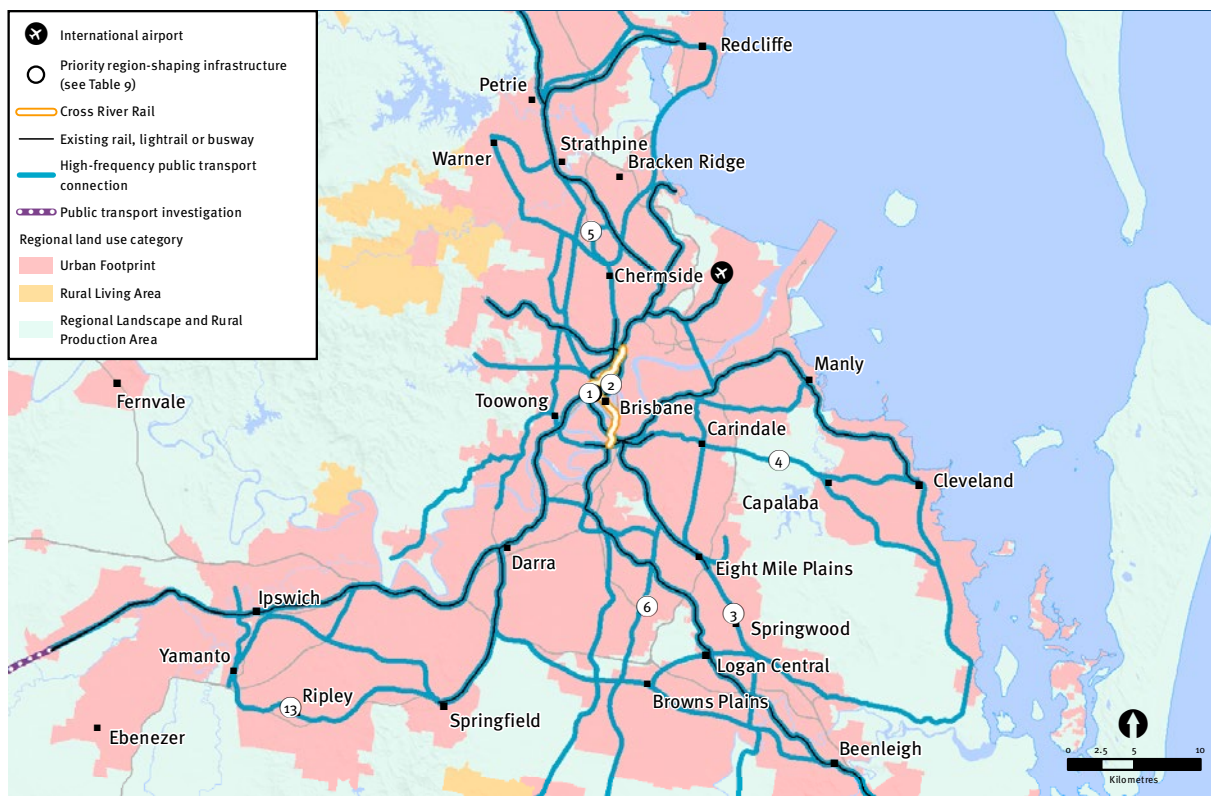 International airport
Priority region-shaping infrastructure
(see Table 9)
Cross River Rail
Existing rail, lightrail or busway
High-frequency public transport
connection
Public transport investigation
Regional land use category
Urban Footprint
Rural Living Area
Regional Landscape and Rural
Production Area
Redcliffe
Petrie
Strathpine
Warner
Bracken Ridge
5
Chermside
Manly
Fernvale
2
1
Toowong
Brisbane
Carindale
4
Cleveland
Capalaba
Darra
Eight Mile Plains
Ipswich
6
3
Springwood
Yamanto
Logan Central
Ripley
13
Browns Plains
Springfield
Ebenezer
Beenleigh
0 2.5 5 10
Kilometres